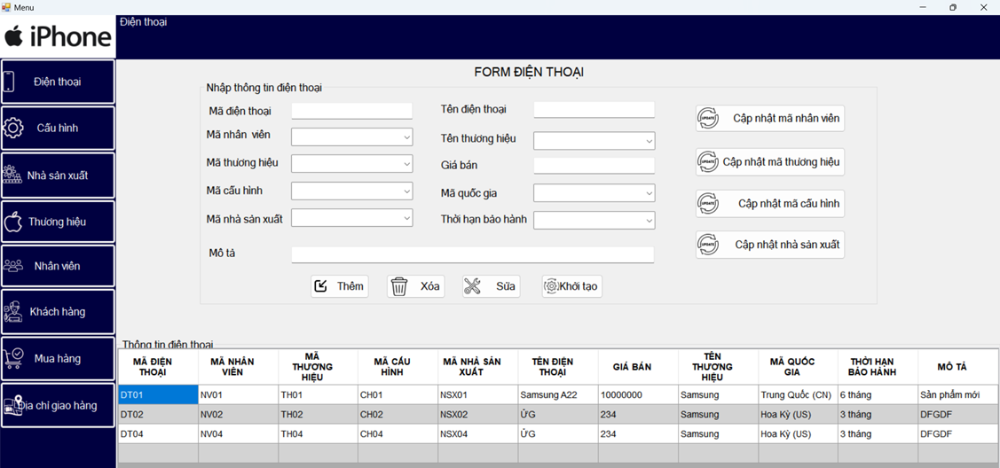 Menu
iPhone
Điện thoại
Điện thoại
Cấu hình
Nhà sản xuất
Thương hiệu
Nhân viên
Khách hàng
Mua hàng
Địa chỉ giao hàng
FORM ĐIỆN THOẠI
Nhập thông tin điện thoại
Mã điện thoại
Tên điện thoại
Mã nhân viên
Tên thương hiệu
Mã thương hiệu
Giá bán
Mã cấu hình
Mã quốc gia
Mã nhà sản xuất
Thời hạn bảo hành
Mô tả
UPDATE Cập nhật mã nhân viên
UPDATE Cập nhật mã thương hiệu
UPDATE Cập nhật mã cấu hình
UPDATE Cập nhật nhà sản xuất
Thêm Xóa Sửa Khởi tạo
Thông tin điện thoại
MÃ ĐIỆN THOẠI MÃ NHÂN VIÊN MÃ THƯƠNG HIỆU MÃ CẤU HÌNH MÃ NHÀ SẢN XUẤT TÊN ĐIỆN THOẠI GIÁ BÁN TÊN THƯƠNG HIỆU MÃ QUỐC GIA THỜI HẠN BẢO HÀNH MÔ TẢ
DT01 NV01 TH01 CH01 NSX01 Samsung A22 10000000 Samsung Trung Quốc (CN) 6 tháng Sản phẩm mới
DT02 NV02 TH02 CH02 NSX02 ỬG 234 Samsung Hoa Kỳ (US) 3 tháng DFGDF
DT04 NV04 TH04 CH04 NSX04 ỬG 234 Samsung Hoa Kỳ (US) 3 tháng DFGDF